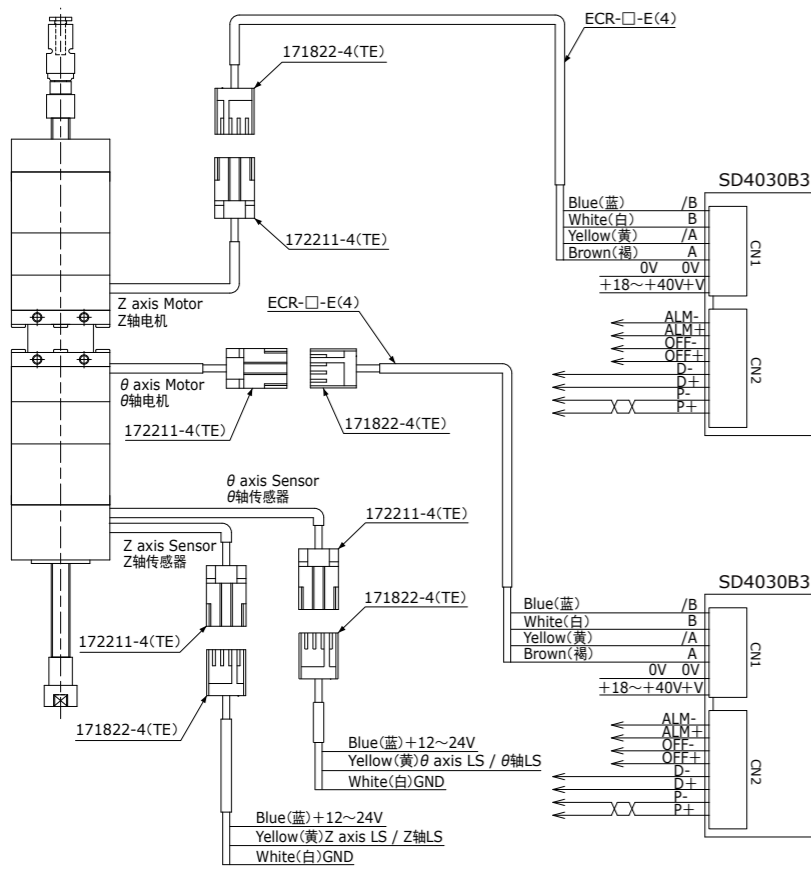 ECR-□-E(4)
171822-4(TE)
SD4030B3
Blue(蓝) /B
White(白) B
172211-4(TE)
Yellow(黄) /A
Brown(褐) A
CN1
0V 0V
+18～+40V+V
Z axis Motor
Z轴电机
ECR-□-E(4)
ALM-
ALM+
OFF-
OFF+
CN2
D-
D+
P-
P+
θ axis Motor
θ轴电机
172211-4(TE)
171822-4(TE)
θ axis Sensor
θ轴传感器
172211-4(TE)
Z axis Sensor
Z轴传感器
SD4030B3
171822-4(TE)
Blue(蓝) /B
White(白) B
172211-4(TE)
Yellow(黄) /A
Brown(褐) A
CN1
0V 0V
+18～+40V+V
171822-4(TE)
ALM-
ALM+
OFF-
OFF+
CN2
D-
D+
P-
P+
Blue(蓝)+12～24V
Yellow(黄)θ axis LS / θ轴LS
White(白)GND
Blue(蓝)+12～24V
Yellow(黄)Z axis LS / Z轴LS
White(白)GND